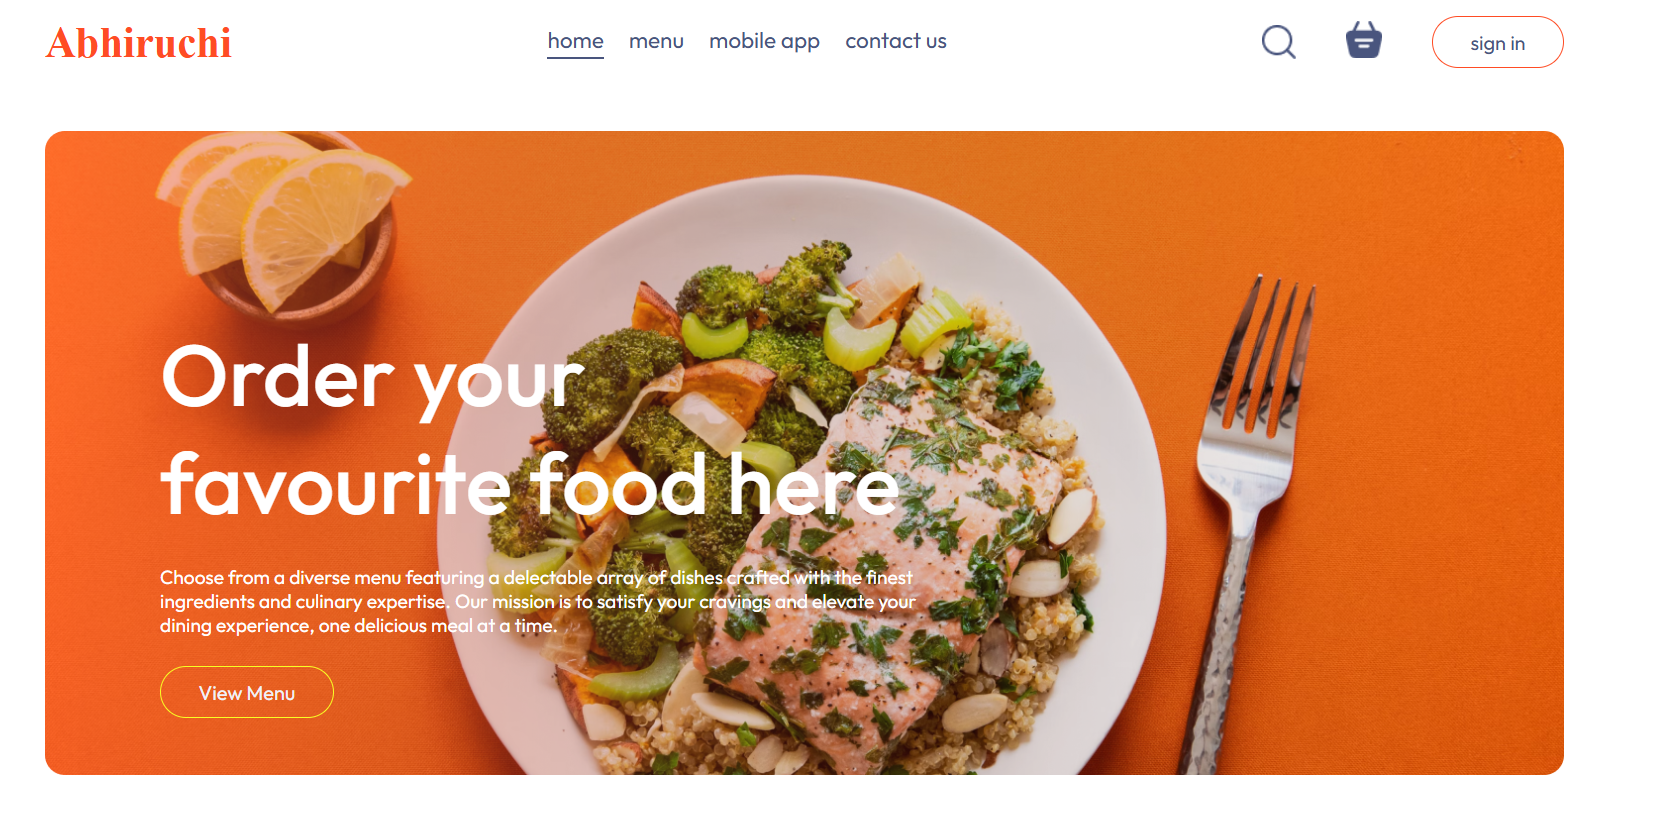 Abhiruchi
home menu mobile app contact us
sign in
Order your
favourite food here
Choose from a diverse menu featuring a delectable array of dishes crafted with the finest
ingredients and culinary expertise. Our mission is to satisfy your cravings and elevate your
dining experience, one delicious meal at a time.
View Menu